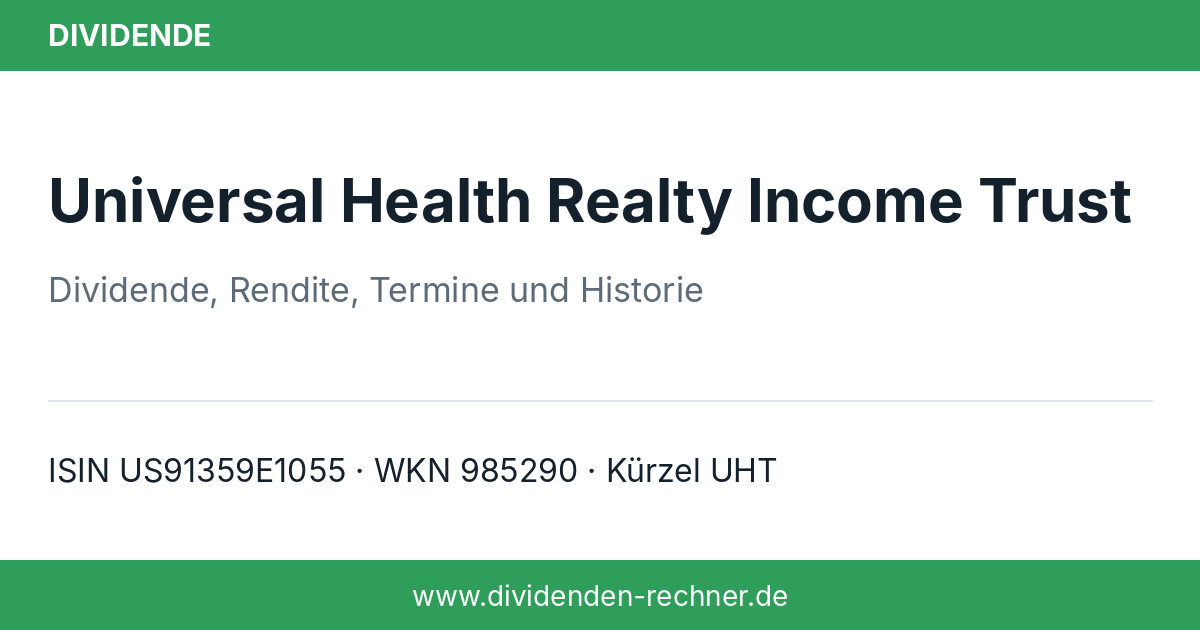 DIVIDENDE
Universal Health Realty Income Trust
Dividende, Rendite, Termine und Historie
ISIN US91359E1055 · WKN 985290 · Kürzel UHT
www.dividenden-rechner.de